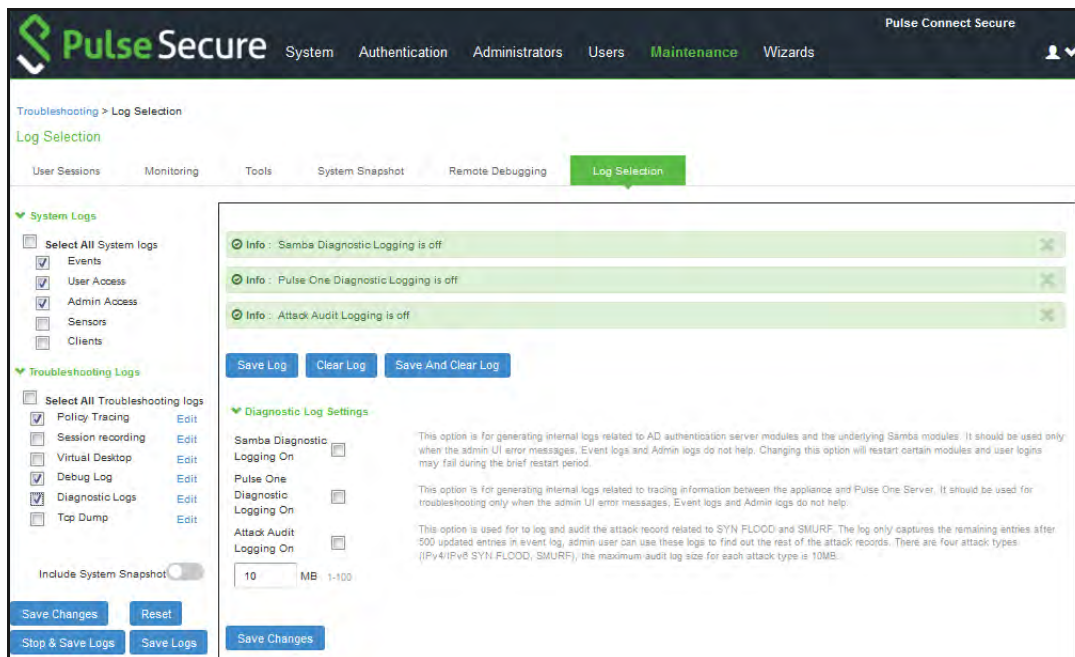 Pulse Connect Secure
Pulse Secure
System Authentication Administrators Users Maintenance Wizards
Troubleshooting > Log Selection
Log Selection
User Sessions Monitoring Tools System Snapshot Remote Debugging Log Selection
System Logs
Select All System logs
Events
User Access
Admin Access
Sensors
Clients
Troubleshooting Logs
Select All Troubleshooting logs
Policy Tracing Edit
Session recording Edit
Virtual Desktop Edit
Debug Log Edit
Diagnostic Logs Edit
Tcp Dump Edit
Include System Snapshot
Save Changes Reset
Stop & Save Logs Save Logs
Info : Samba Diagnostic Logging is off
Info : Pulse One Diagnostic Logging is off
Info : Attack Audit Logging is off
Save Log Clear Log Save And Clear Log
Diagnostic Log Settings
Samba Diagnostic
Logging On
This option is for generating internal logs related to AD authentication server modules and the underlying Samba modules. It should be used only
when the admin UI error messages, Event logs and Admin logs do not help. Changing this option will restart certain modules and user logins
may fail during the brief restart period.
Pulse One
Diagnostic
Logging On
This option is for generating internal logs related to tracing information between the appliance and Pulse One Server. It should be used for
troubleshooting only when the admin UI error messages, Event logs and Admin logs do not help.
Attack Audit
Logging On
This option is used for to log and audit the attack record related to SYN FLOOD and SMURF. The log only captures the remaining entries after
500 updated entries in event log, admin user can use these logs to find out the rest of the attack records. There are four attack types
(IPv4/IPv6 SYN FLOOD, SMURF), the maximum audit log size for each attack type is 10MB.
10 MB 1-100
Save Changes